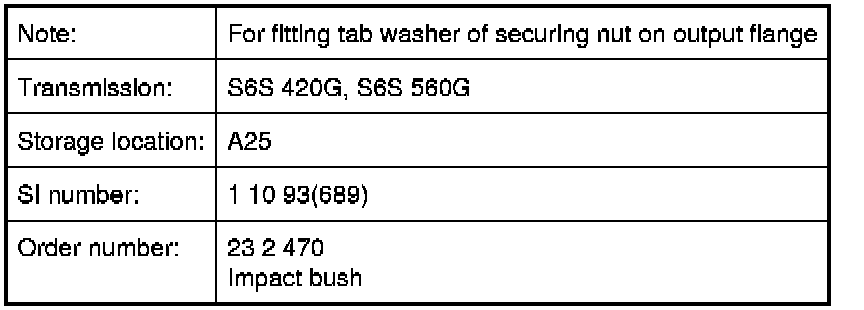 Note: For fitting tab washer of securing nut on output flange
Transmission: S6S 420G, S6S 560G
Storage location: A25
SI number: 1 10 93(689)
Order number: 23 2 470
Impact bush